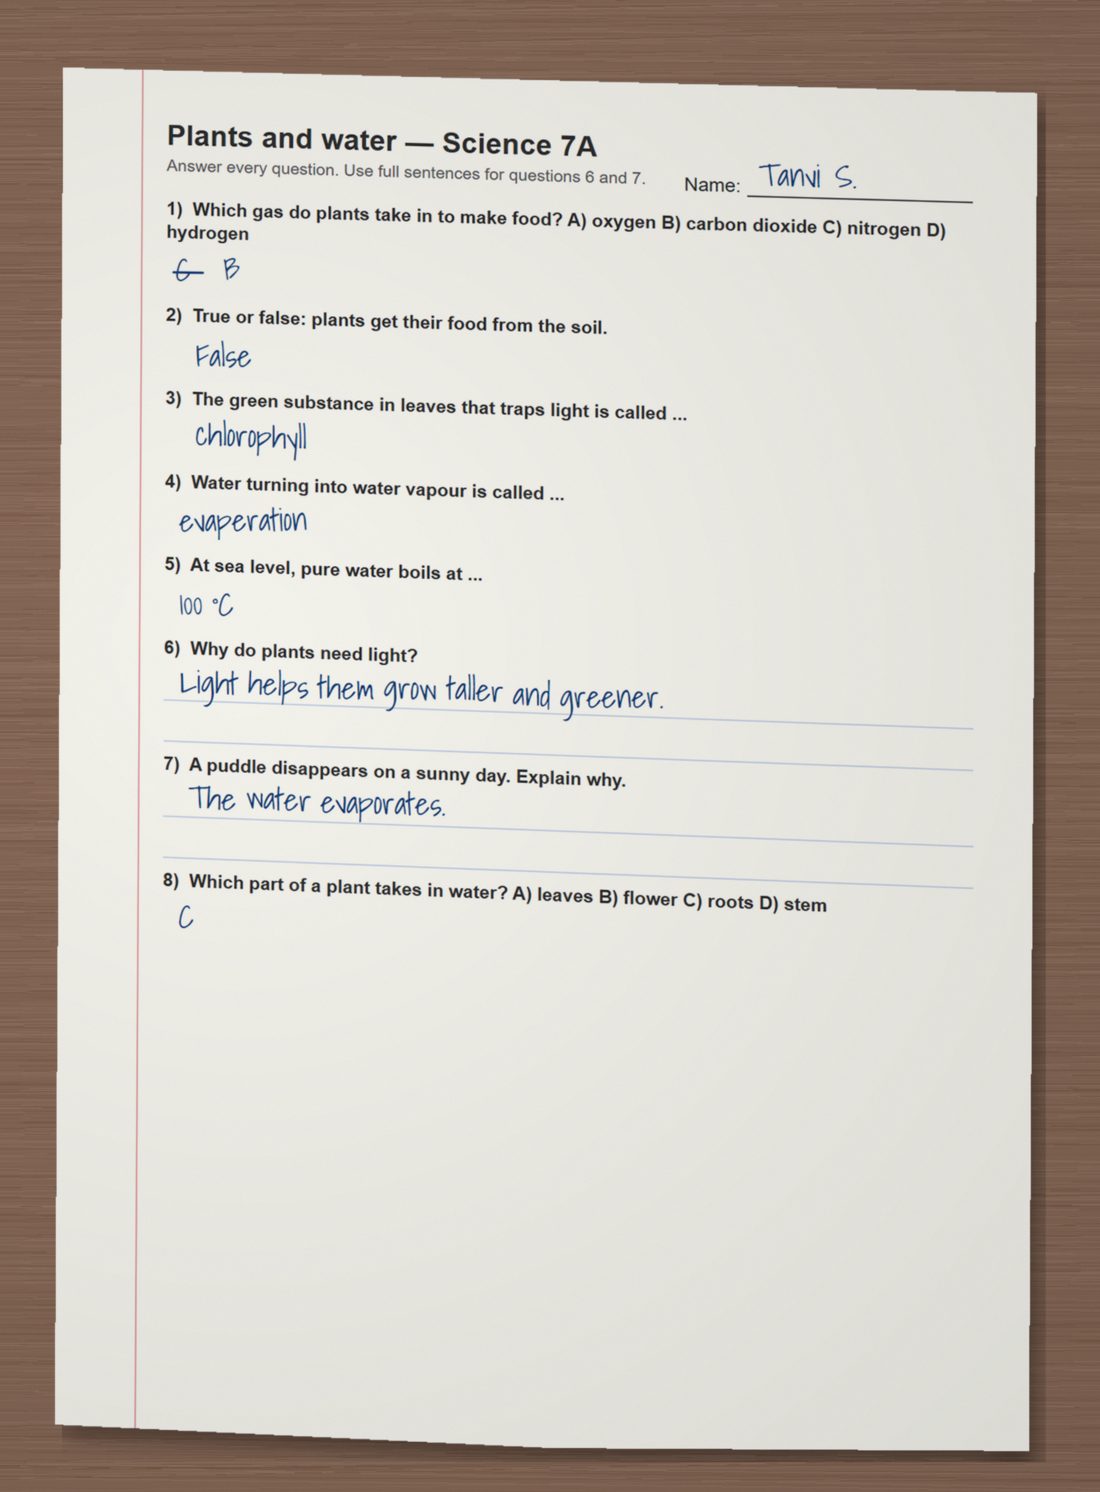 Plants and water — Science 7A
Answer every question. Use full sentences for questions 6 and 7.
Name: Tanvi S.
1) Which gas do plants take in to make food? A) oxygen B) carbon dioxide C) nitrogen D)
hydrogen
C B
2) True or false: plants get their food from the soil.
False
3) The green substance in leaves that traps light is called ...
chlorophyll
4) Water turning into water vapour is called ...
evaperation
5) At sea level, pure water boils at ...
100 °C
6) Why do plants need light?
Light helps them grow taller and greener.
7) A puddle disappears on a sunny day. Explain why.
The water evaporates.
8) Which part of a plant takes in water? A) leaves B) flower C) roots D) stem
C